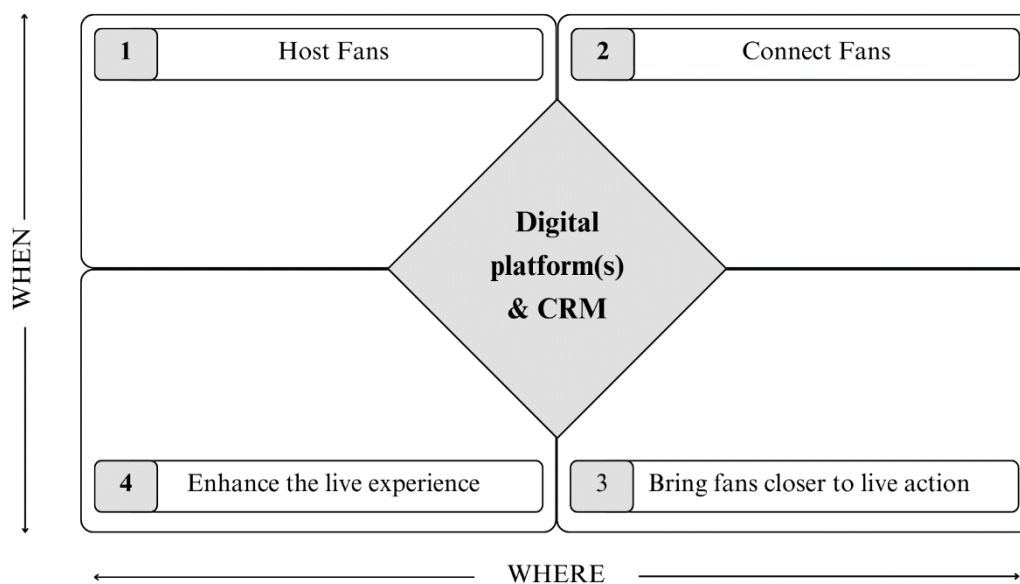 1 Host Fans
2 Connect Fans
Digital
platform(s)
& CRM
WHEN
4 Enhance the live experience
3 Bring fans closer to live action
WHERE